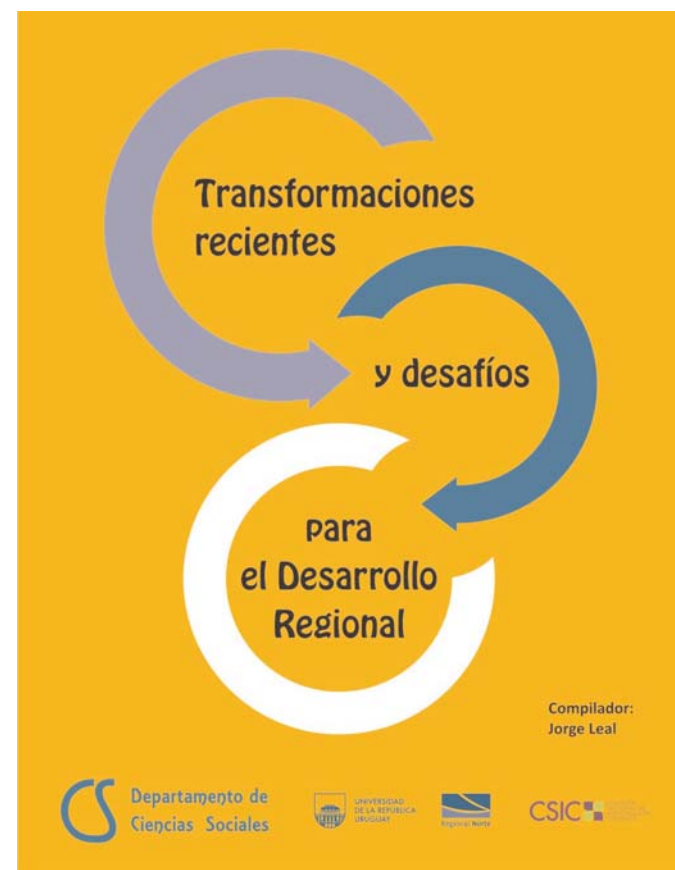 Transformaciones
recientes
y desafíos
para
el Desarrollo
Regional
Compilador:
Jorge Leal
CS
Departamento de
Ciencias Sociales
UNIVERSIDAD
DE LA REPÚBLICA
URUGUAY
Regional Norte
CSIC